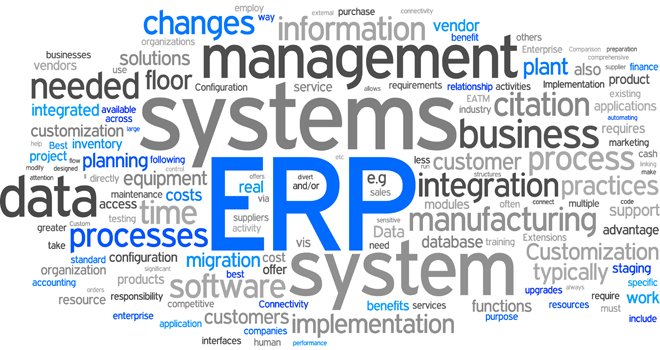 employ external purchase connectivity
changes way information vendor
organizations benefit others
businesses solutions management Enterprise Comparison preparation
vendors use needed floor plant also comprehensive supplier finance
Configuration service allows requirements relationship activities Implementation product
integrated available across systems EATM industry citation existing applications
customization large automating
help Best inventory business requires marketing
project flow planning following etc less customer process cash
modify designed control run linking
attention directly equipment offers divert e.g structures make
data maintenance costs real and/or ERP integration practices
access via often connect multiple code
time suppliers sensitive modules manufacturing support
greater testing Custom activity Data advantage
take processes vis need database training Extensions
standard configuration migration cost system Customization
organization significant best offer typically staging
accounting products software always specific
orders upgrades
resource responsibility competitive Connectivity benefits services functions resources require work
enterprise customers implementation purpose must
application companies include
interfaces human performance